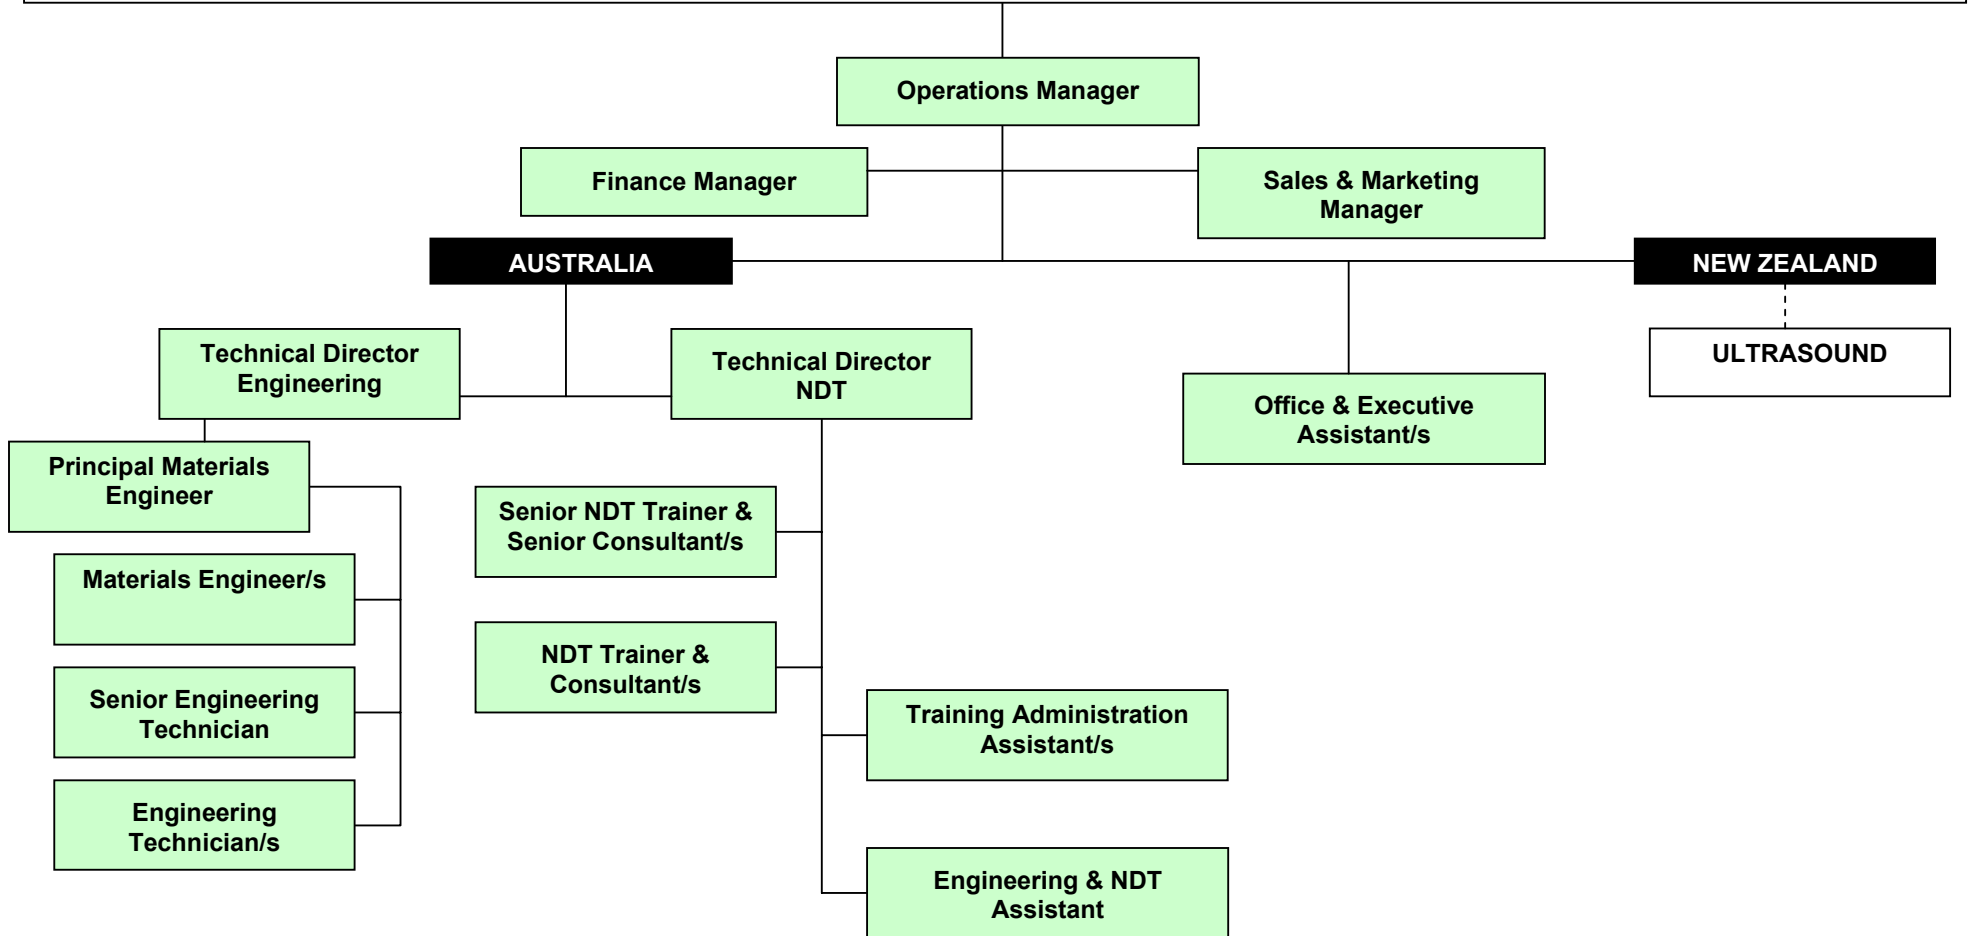 Operations Manager
Finance Manager
Sales & Marketing
Manager
AUSTRALIA
NEW ZEALAND
Technical Director
Engineering
Technical Director
NDT
ULTRASOUND
Office & Executive
Assistant/s
Principal Materials
Engineer
Senior NDT Trainer &
Senior Consultant/s
Materials Engineer/s
NDT Trainer &
Consultant/s
Senior Engineering
Technician
Training Administration
Assistant/s
Engineering
Technician/s
Engineering & NDT
Assistant